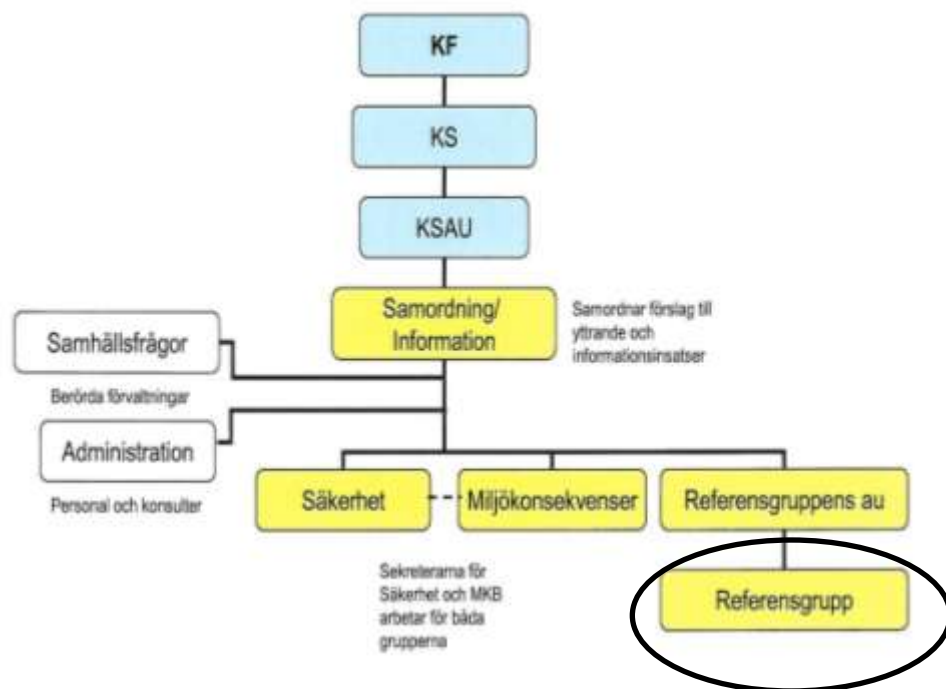 KF
KS
KSAU
Samordning/
Information
Samordnar förslag till
yttrande och
informationsinsatser
Samhällsfrågor
Berörda förvaltningar
Administration
Personal och konsulter
Säkerhet
Miljökonsekvenser
Referensgruppens au
Sekreterarna för
Säkerhet och MKB
arbetar för båda
grupperna
Referensgrupp